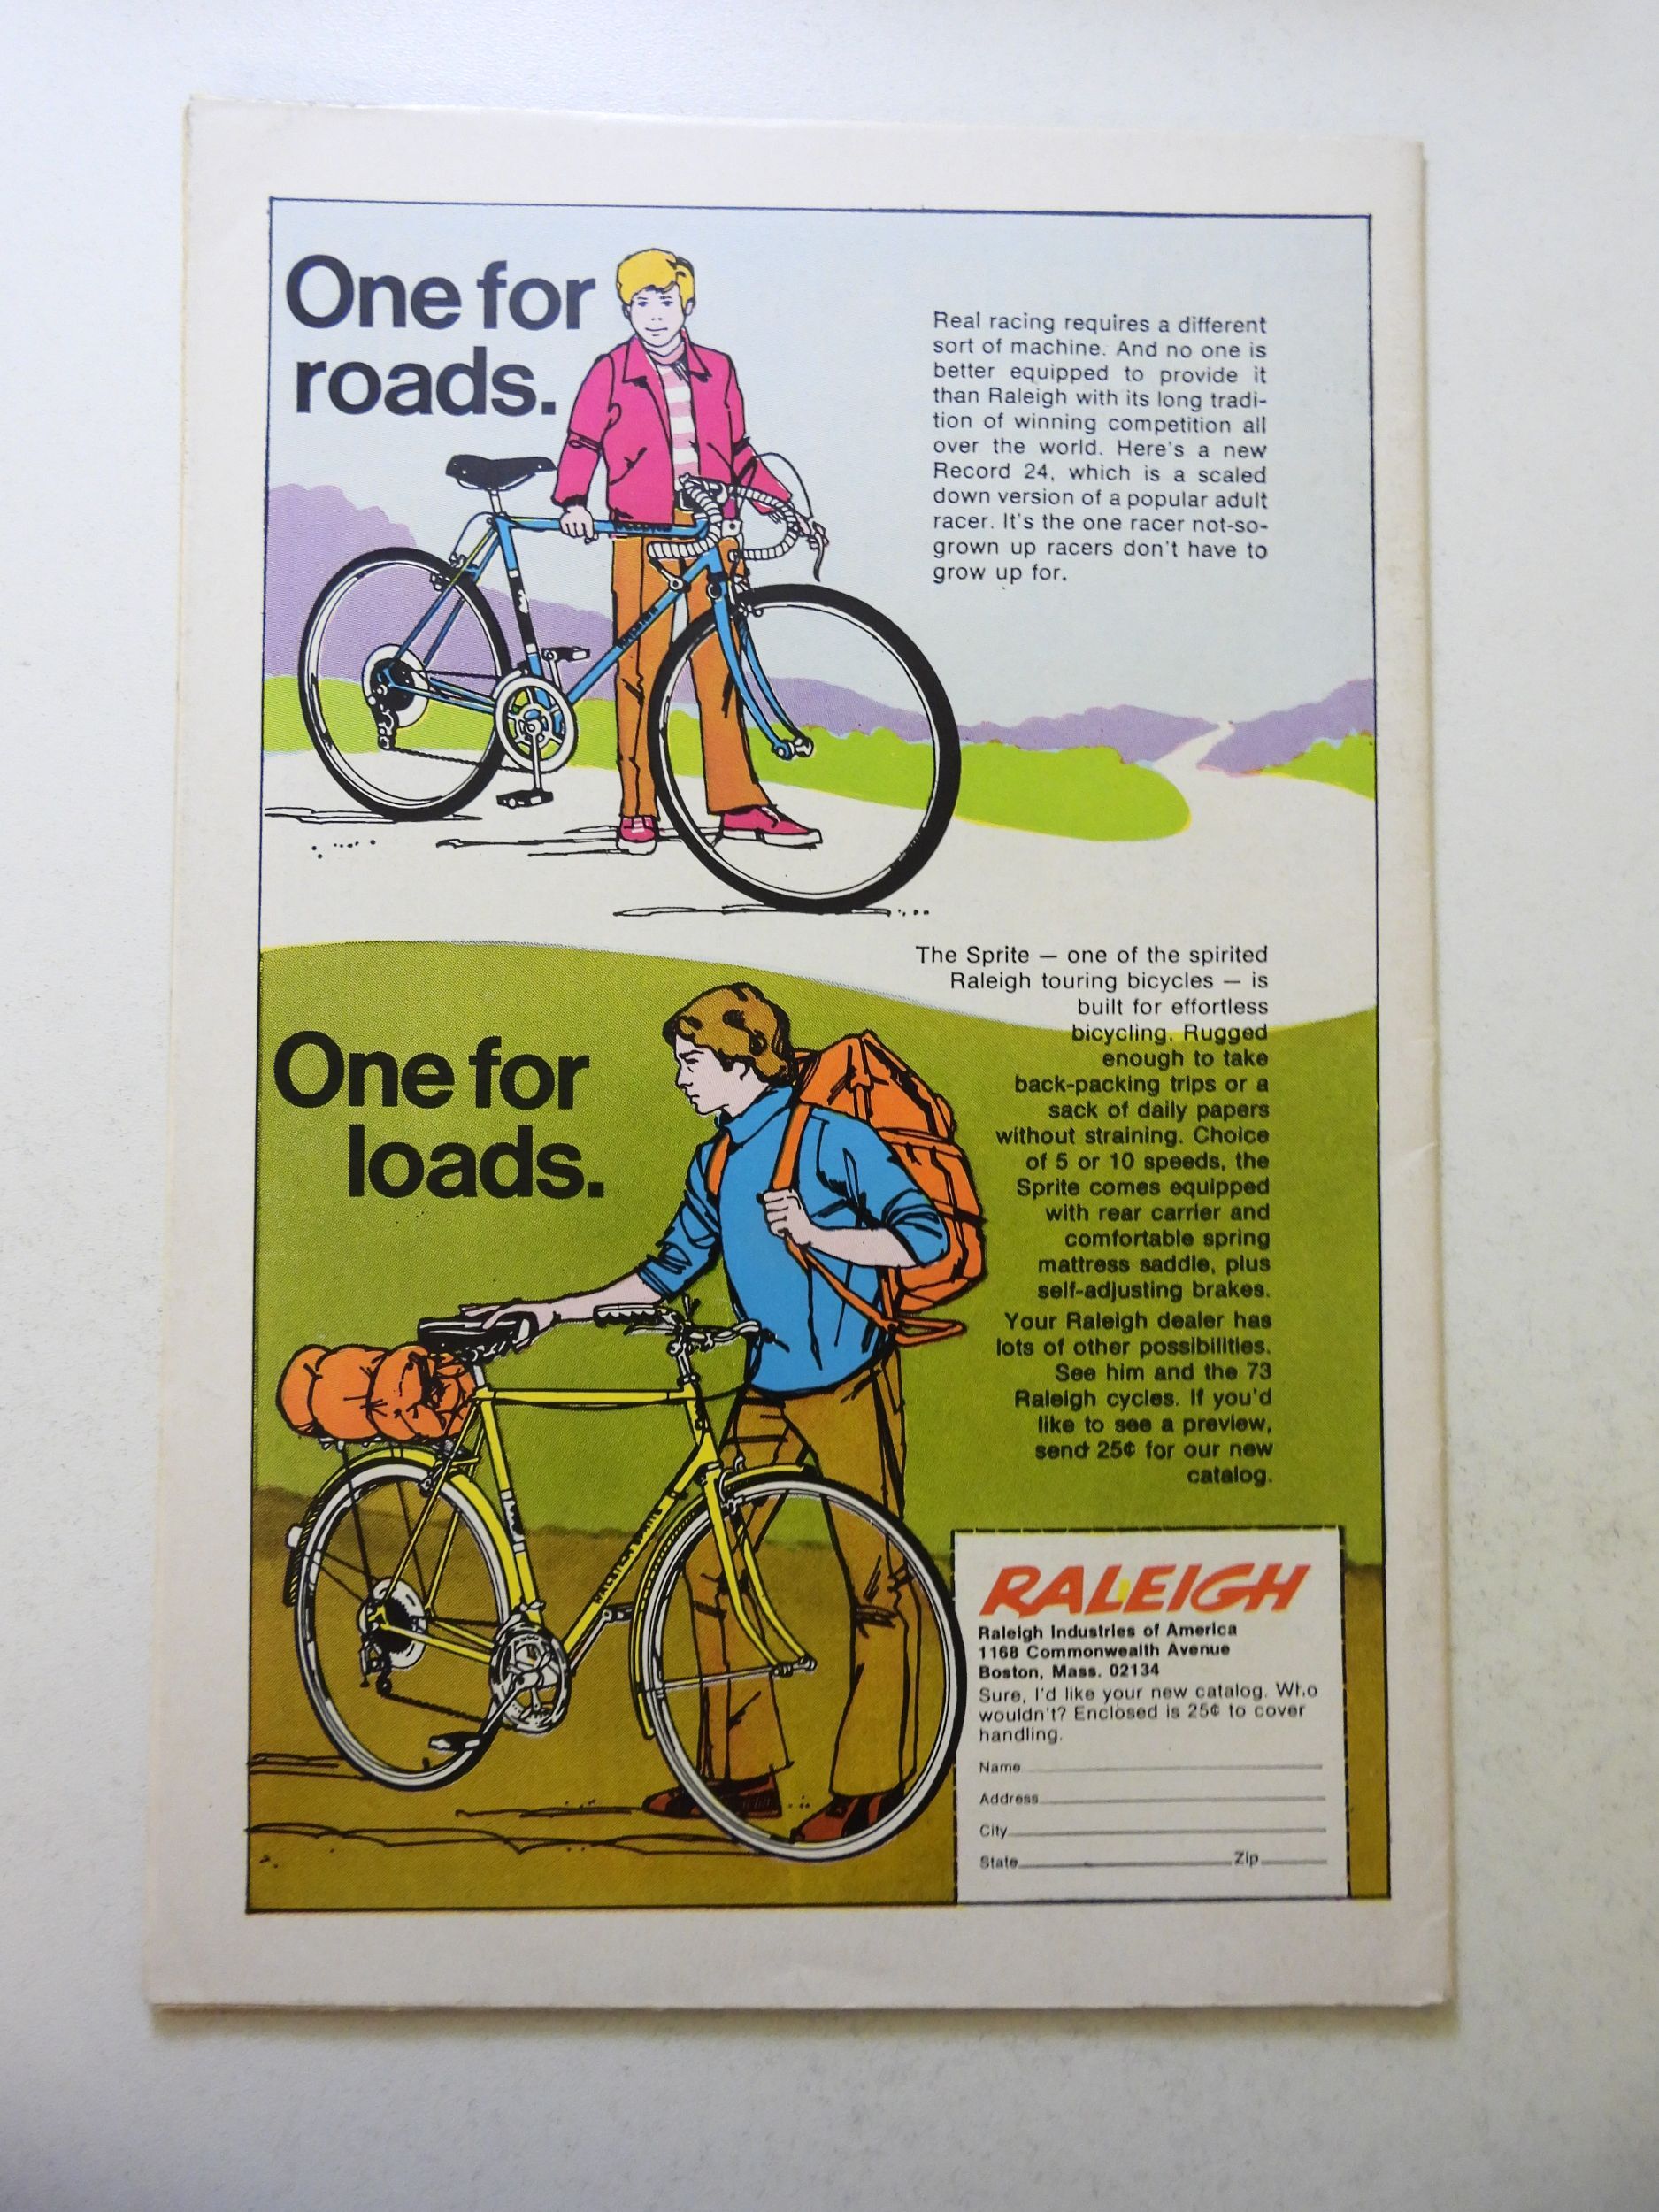 One for
roads.
Real racing requires a different
sort of machine. And no one is
better equipped to provide it
than Raleigh with its long tradi-
tion of winning competition all
over the world. Here's a new
Record 24, which is a scaled
down version of a popular adult
racer. It's the one racer not-so-
grown up racers don't have to
grow up for.
One for
loads.
The Sprite — one of the spirited
Raleigh touring bicycles — is
built for effortless
bicycling. Rugged
enough to take
back-packing trips or a
sack of daily papers
without straining. Choice
of 5 or 10 speeds, the
Sprite comes equipped
with rear carrier and
comfortable spring
mattress saddle, plus
self-adjusting brakes.
Your Raleigh dealer has
lots of other possibilities.
See him and the 73
Raleigh cycles. If you'd
like to see a preview,
send 25¢ for our new
catalog.
RALEIGH SPRITE
RALEIGH
Raleigh Industries of America
1168 Commonwealth Avenue
Boston, Mass. 02134
Sure, I'd like your new catalog. Who
wouldn't? Enclosed is 25¢ to cover
handling.
Name
Address
City
State Zip